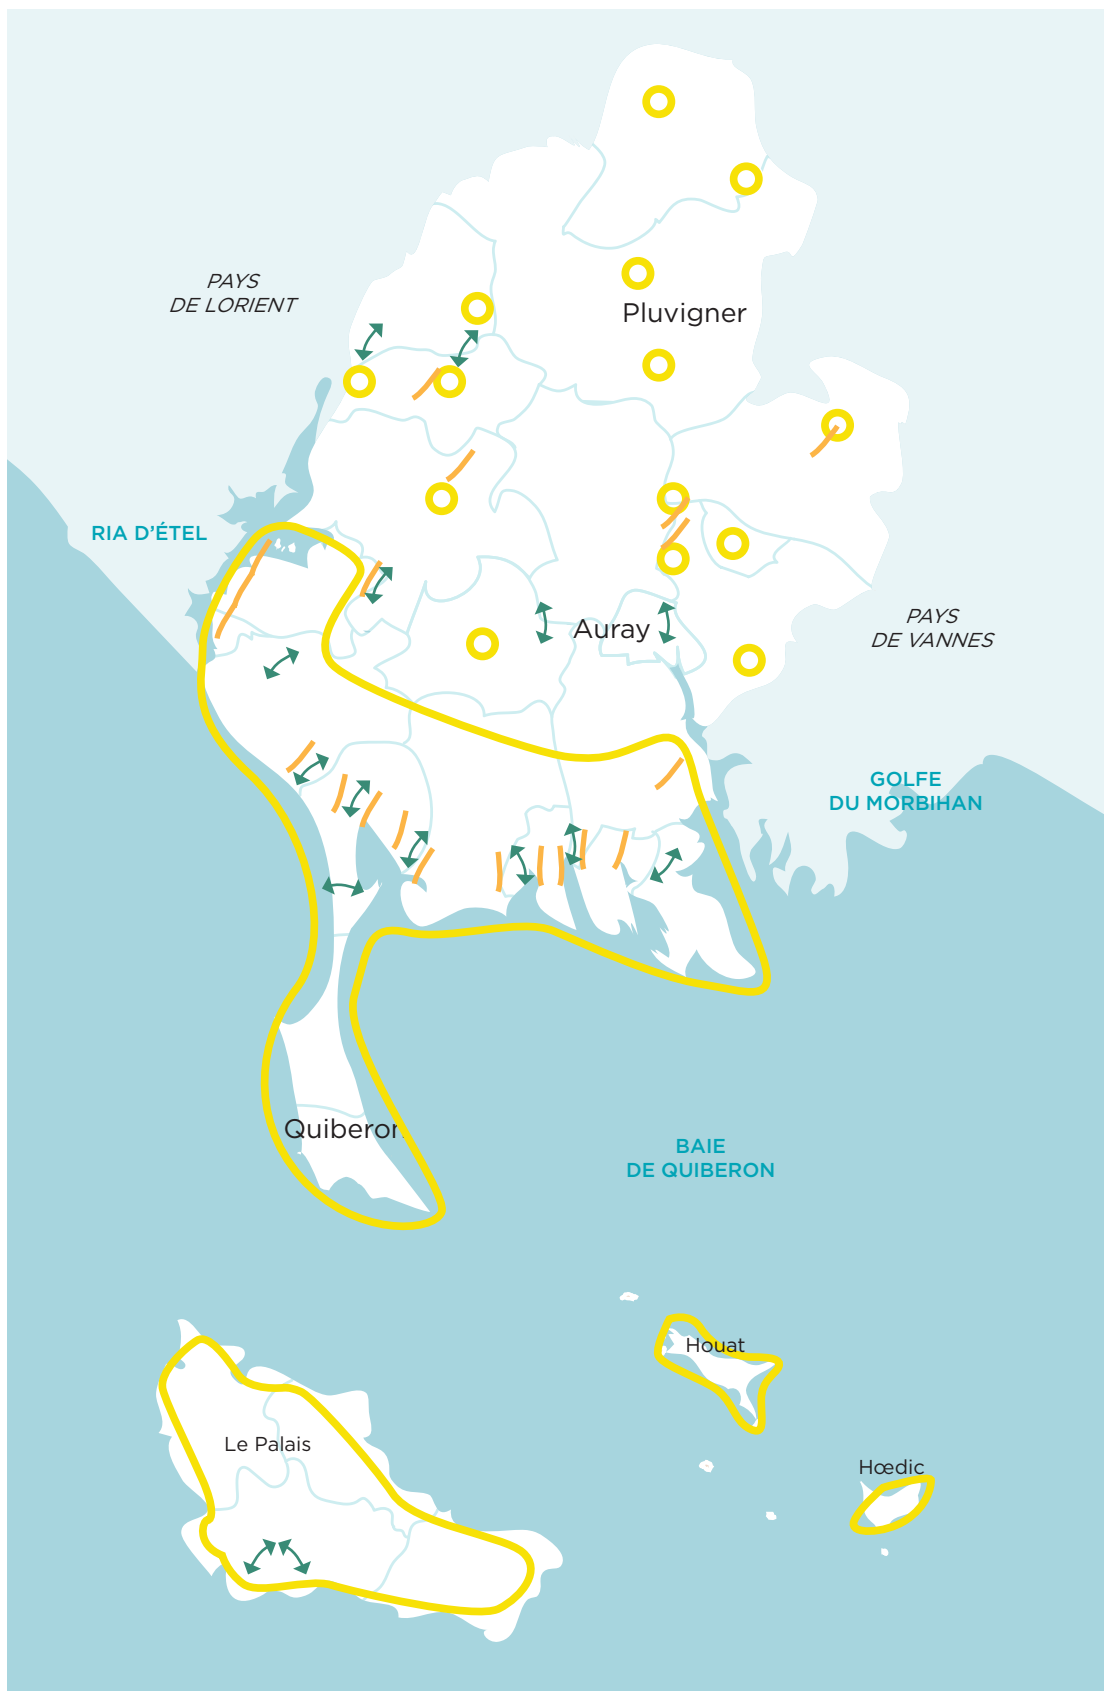 PAYS
DE LORIENT
Pluvigner
RIA D’ÉTEL
Auray
PAYS
DE VANNES
GOLFE
DU MORBIHAN
Quiberon
BAIE
DE QUIBERON
Houat
Le Palais
Hœdic